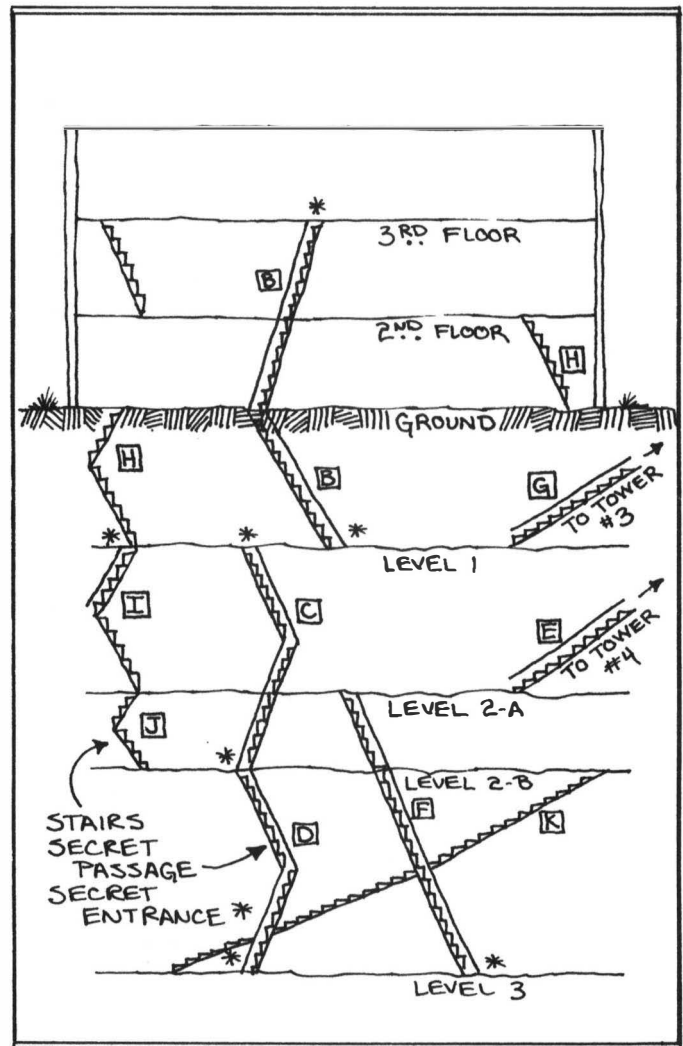 *
3RD FLOOR
B
2ND FLOOR
H
GROUND
H
B
G
TO TOWER
#3
*
*
*
LEVEL 1
I
C
E
TO TOWER
#4
LEVEL 2-A
J
*
LEVEL 2-B
F
K
D
STAIRS
SECRET
PASSAGE
SECRET
ENTRANCE *
*
*
LEVEL 3